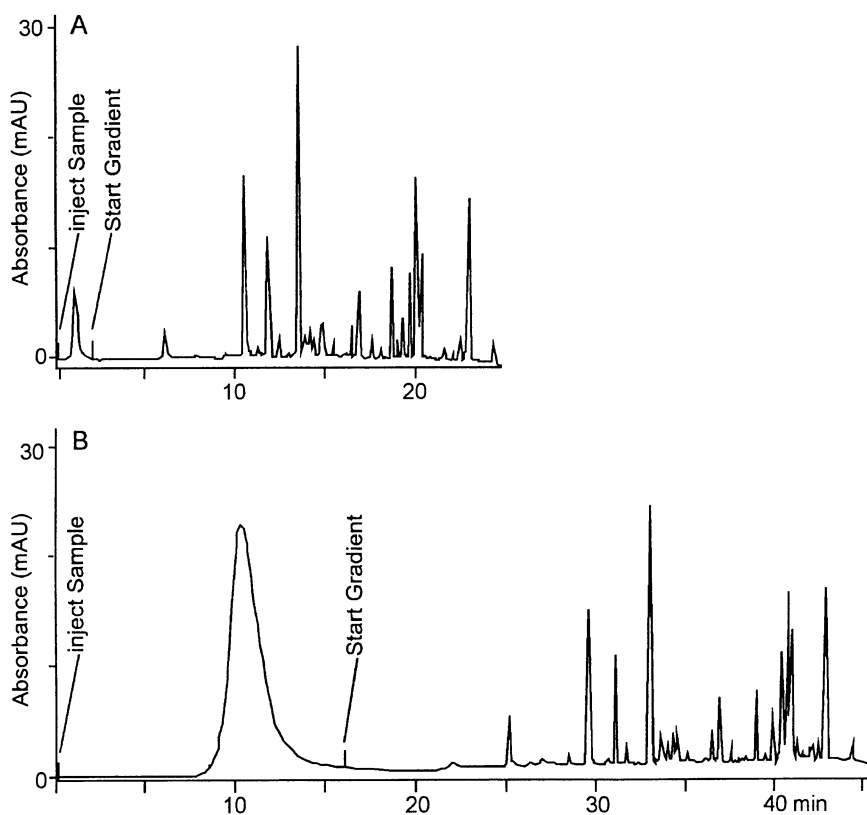 A
30
Absorbance (mAU)
inject Sample
Start Gradient
0
10
20
B
30
Absorbance (mAU)
inject Sample
Start Gradient
0
10
20
30
40 min